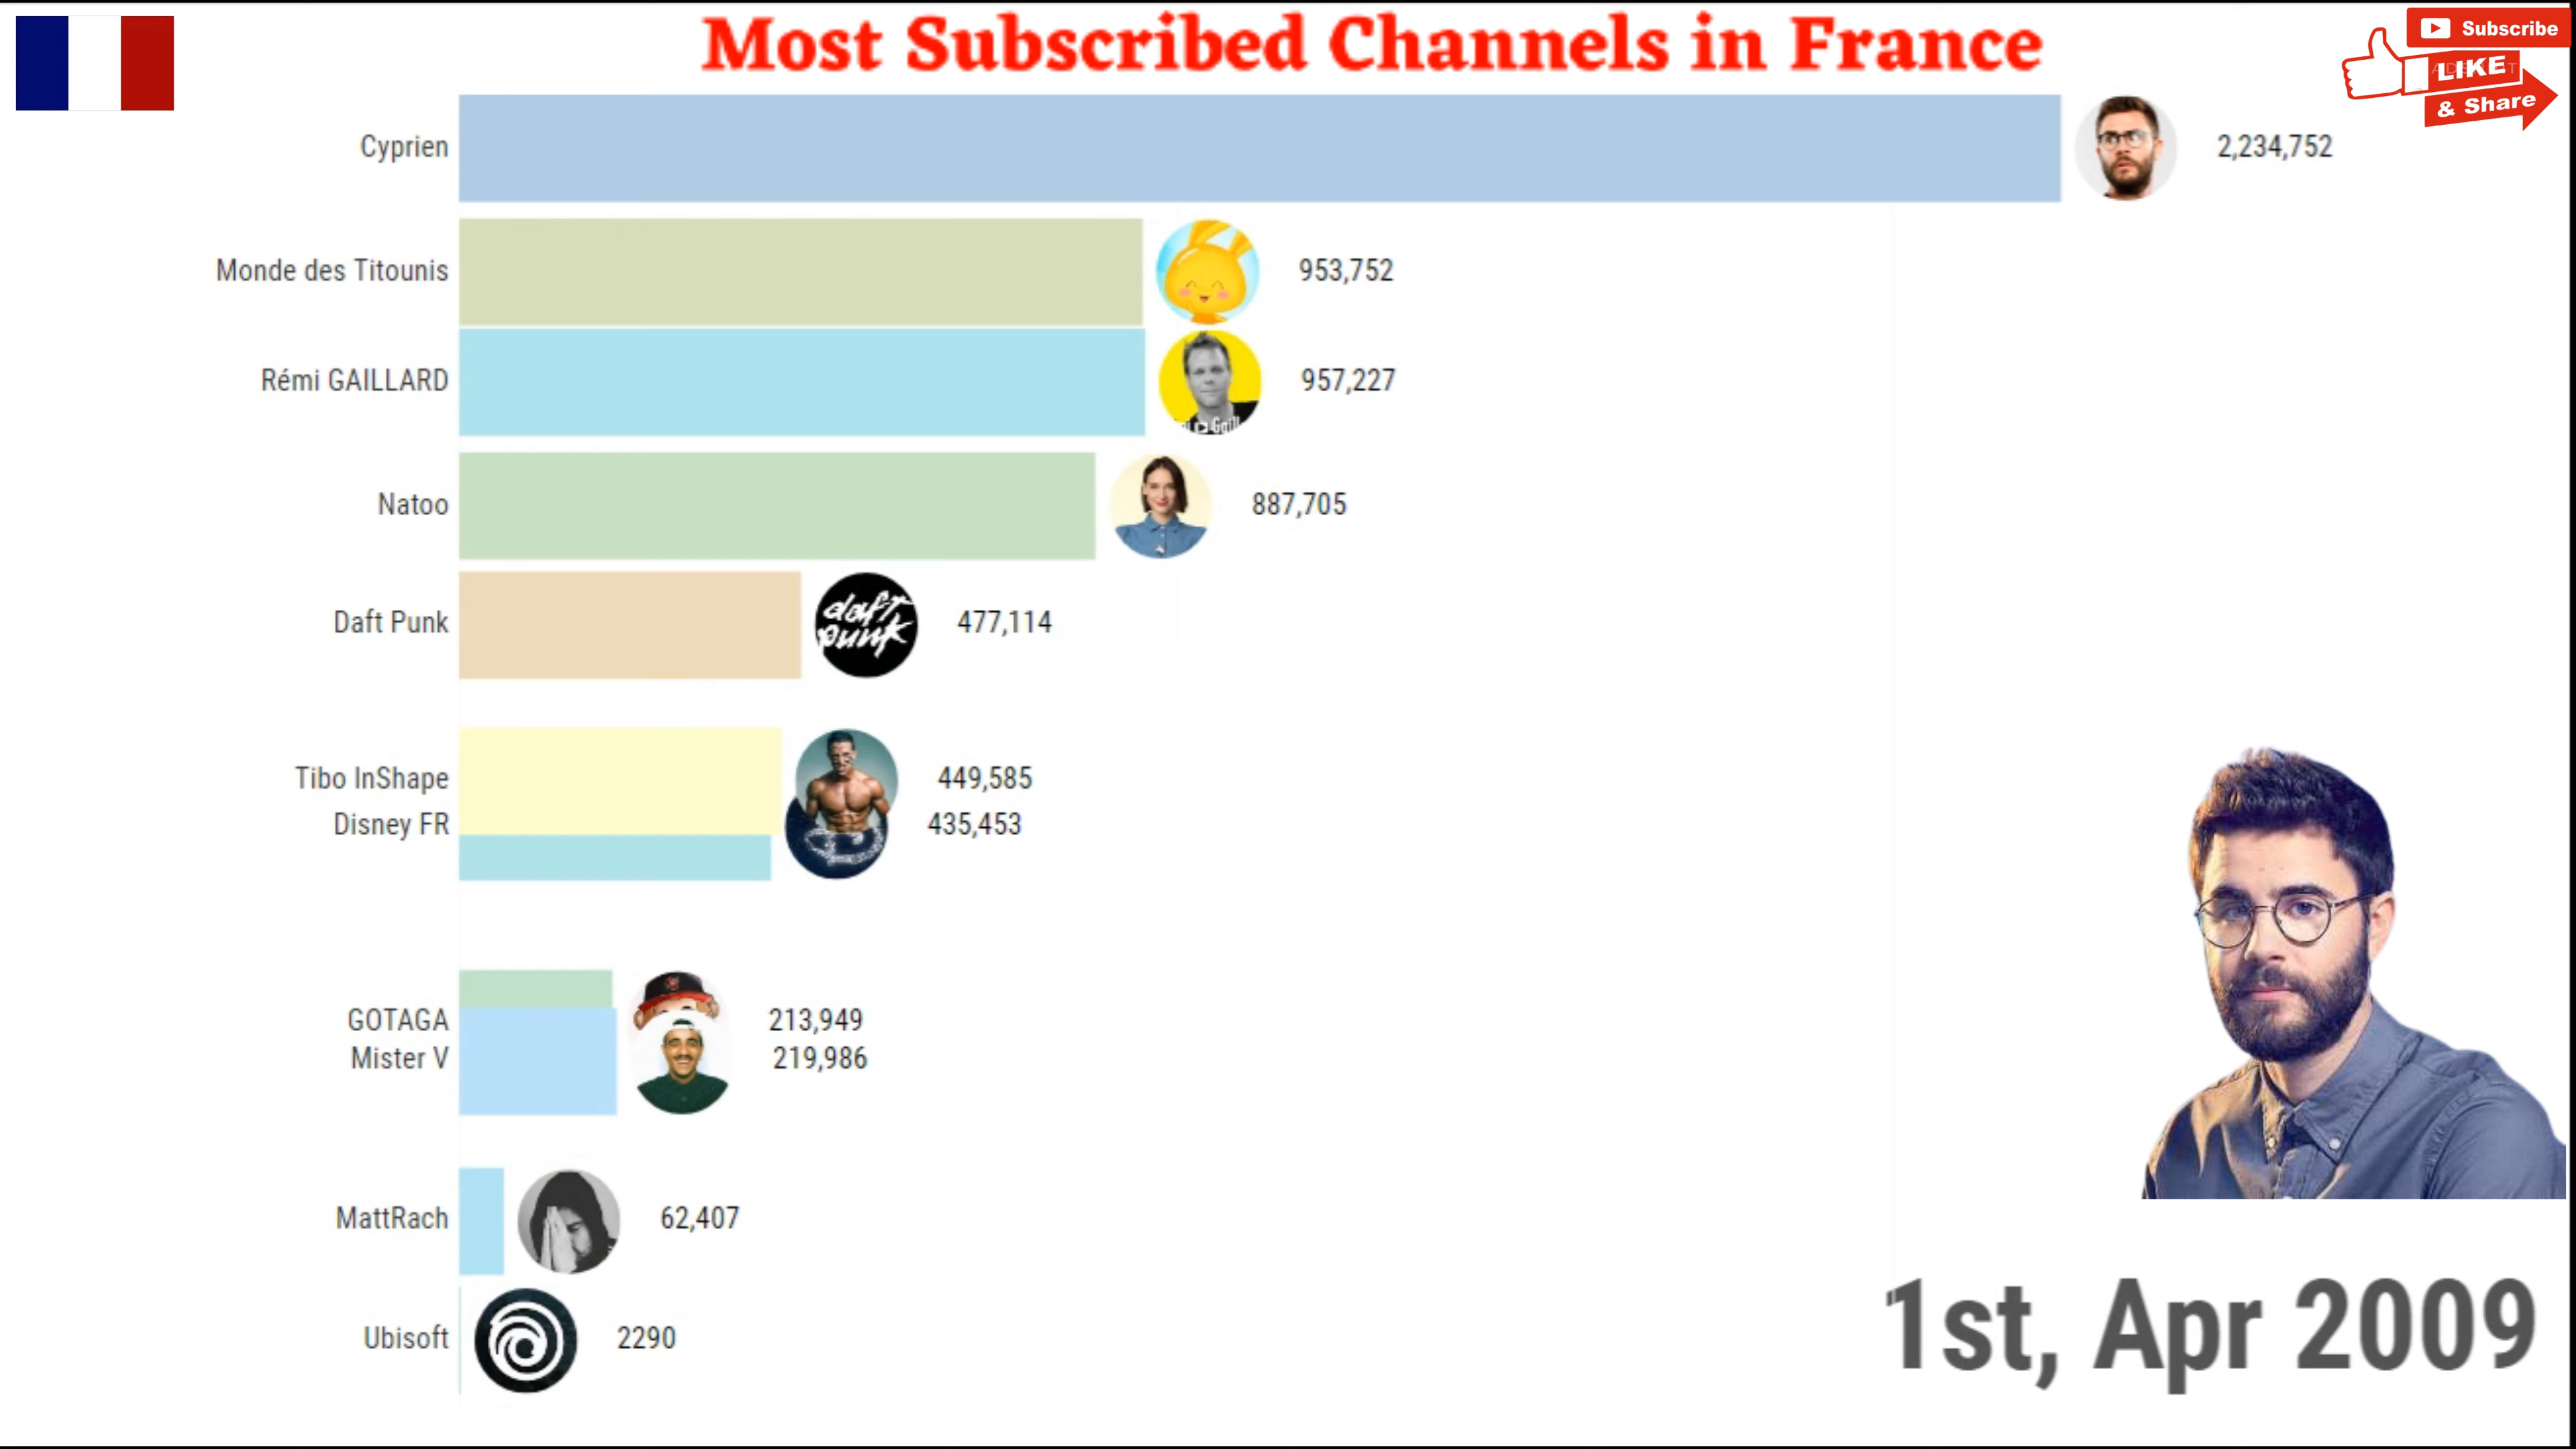 Most Subscribed Channels in France
Subscribe
LIKE
& Share
Cyprien 2,234,752
Monde des Titounis 953,752
Rémi GAILLARD 957,227
Natoo 887,705
Daft Punk daft punk 477,114
Tibo InShape 449,585
Disney FR 435,453
GOTAGA 213,949
Mister V 219,986
MattRach 62,407
Ubisoft 2290
1st, Apr 2009